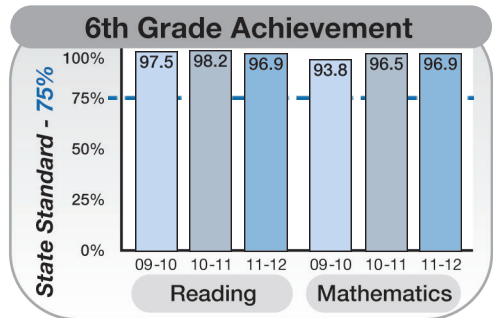 6th Grade Achievement
State Standard - 75%
100%
75%
50%
25%
0%
97.5 98.2 96.9 93.8 96.5 96.9
09-10 10-11 11-12 09-10 10-11 11-12
Reading Mathematics